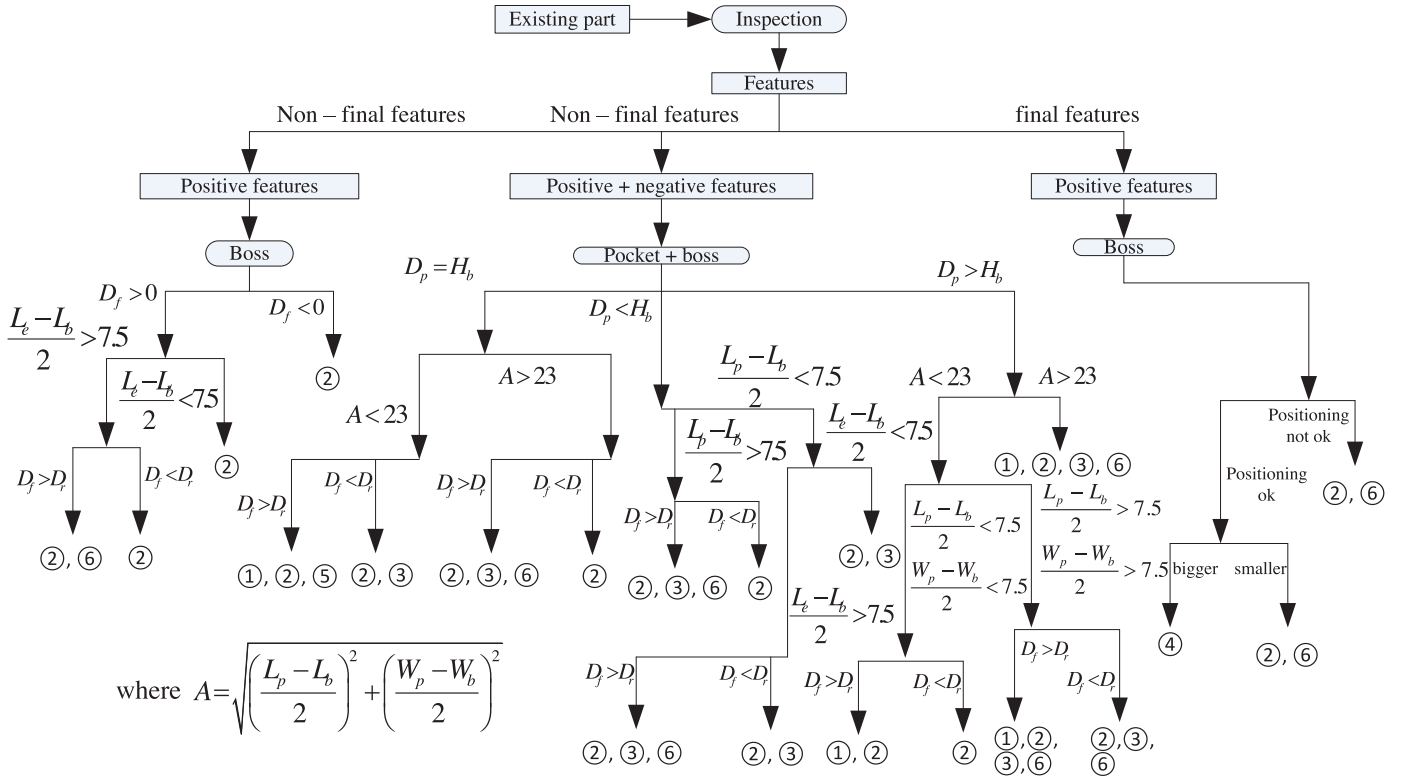 Existing part
Inspection
Features
Non – final features
Non – final features
final features
Positive features
Positive + negative features
Positive features
Boss
Pocket + boss
Boss
D_f >0
D_f <0
(L_e – L_b)/2 >7.5
(L_e – L_b)/2 <7.5
②
②
D_f>D_r
D_f<D_r
②, ⑥
②
D_p = H_b
D_p <H_b
D_p >H_b
A>23
A<23
D_f>D_r
D_f<D_r
D_f>D_r
D_f<D_r
①, ②, ⑤
②, ③
②, ③, ⑥
②
(L_p – L_b)/2 <7.5
(L_p – L_b)/2 >7.5
D_f>D_r
D_f<D_r
②, ③, ⑥
②
(L_e – L_b)/2 <7.5
②, ③
(L_e – L_b)/2 >7.5
D_f>D_r
D_f<D_r
②, ③, ⑥
②, ③
A<23
A>23
①, ②, ③, ⑥
(L_p – L_b)/2 < 7.5
(W_p – W_b)/2 < 7.5
(L_p – L_b)/2 > 7.5
(W_p – W_b)/2 > 7.5
D_f>D_r
D_f<D_r
①, ②
②
D_f>D_r
D_f<D_r
①, ②,
③, ⑥
②, ③,
⑥
Positioning
not ok
②, ⑥
Positioning
ok
bigger
smaller
④
②, ⑥
where A=√(((L_p – L_b)/2)² + ((W_p – W_b)/2)²)